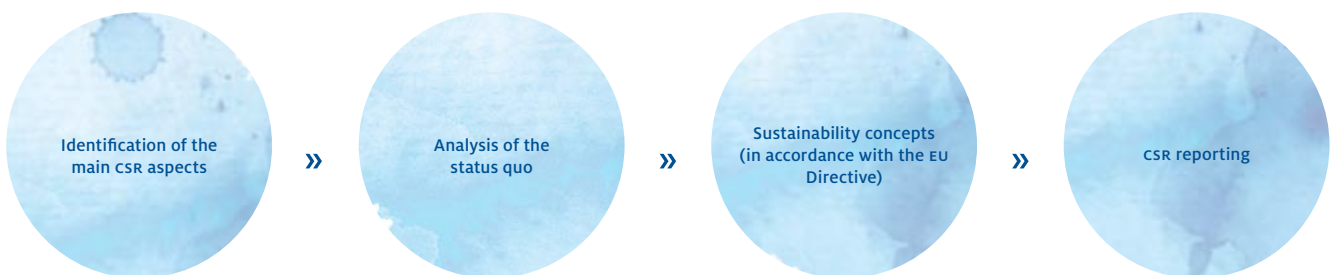 Identification of the
main CSR aspects
»
Analysis of the
status quo
»
Sustainability concepts
(in accordance with the EU
Directive)
»
CSR reporting